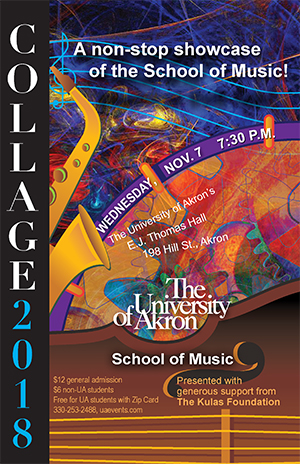 COLLAGE 2018
A non-stop showcase
of the School of Music!
WEDNESDAY, NOV. 7 7:30 P.M.
The University of Akron's
E.J. Thomas Hall
198 Hill St., Akron
The
University
of Akron
School of Music
$12 general admission
$6 non-UA students
Free for UA students with Zip Card
330-253-2488, uaevents.com
Presented with
generous support from
The Kulas Foundation